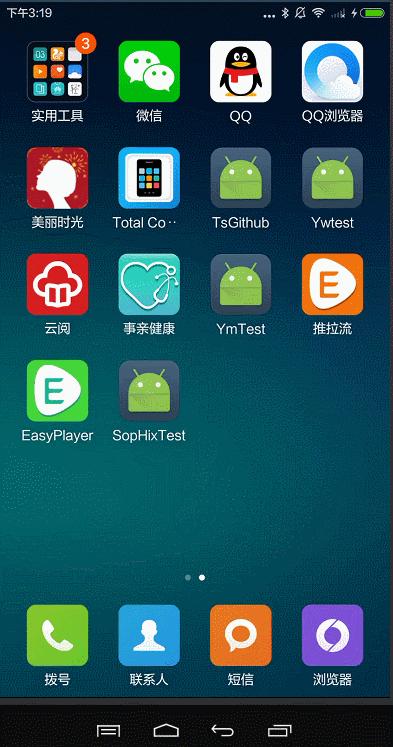 下午3:19
3
实用工具
微信
QQ
QQ浏览器
美丽时光
Total Co··
TsGithub
Ywtest
云阅
事亲健康
YmTest
推拉流
EasyPlayer
SopHixTest
拨号
联系人
短信
浏览器